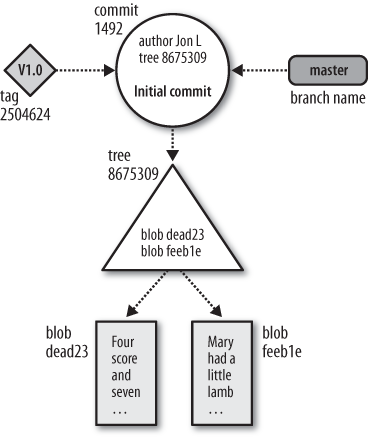 commit
1492
author Jon L
tree 8675309
Initial commit
V1.0
tag
2504624
master
branch name
tree
8675309
blob dead23
blob feeb1e
blob
dead23
Four
score
and
seven
...
Mary
had a
little
lamb
...
blob
feeb1e